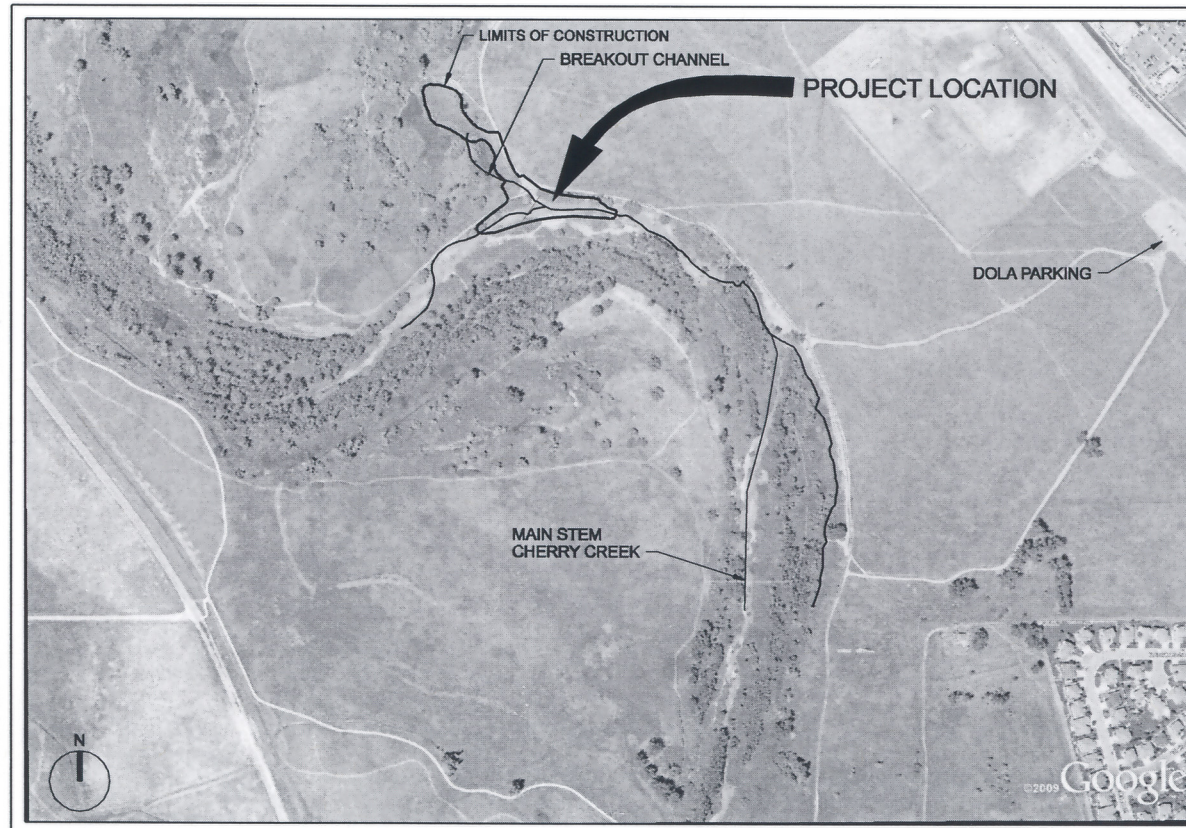 LIMITS OF CONSTRUCTION
BREAKOUT CHANNEL
PROJECT LOCATION
DOLA PARKING
MAIN STEM
CHERRY CREEK
N
©2009 Google